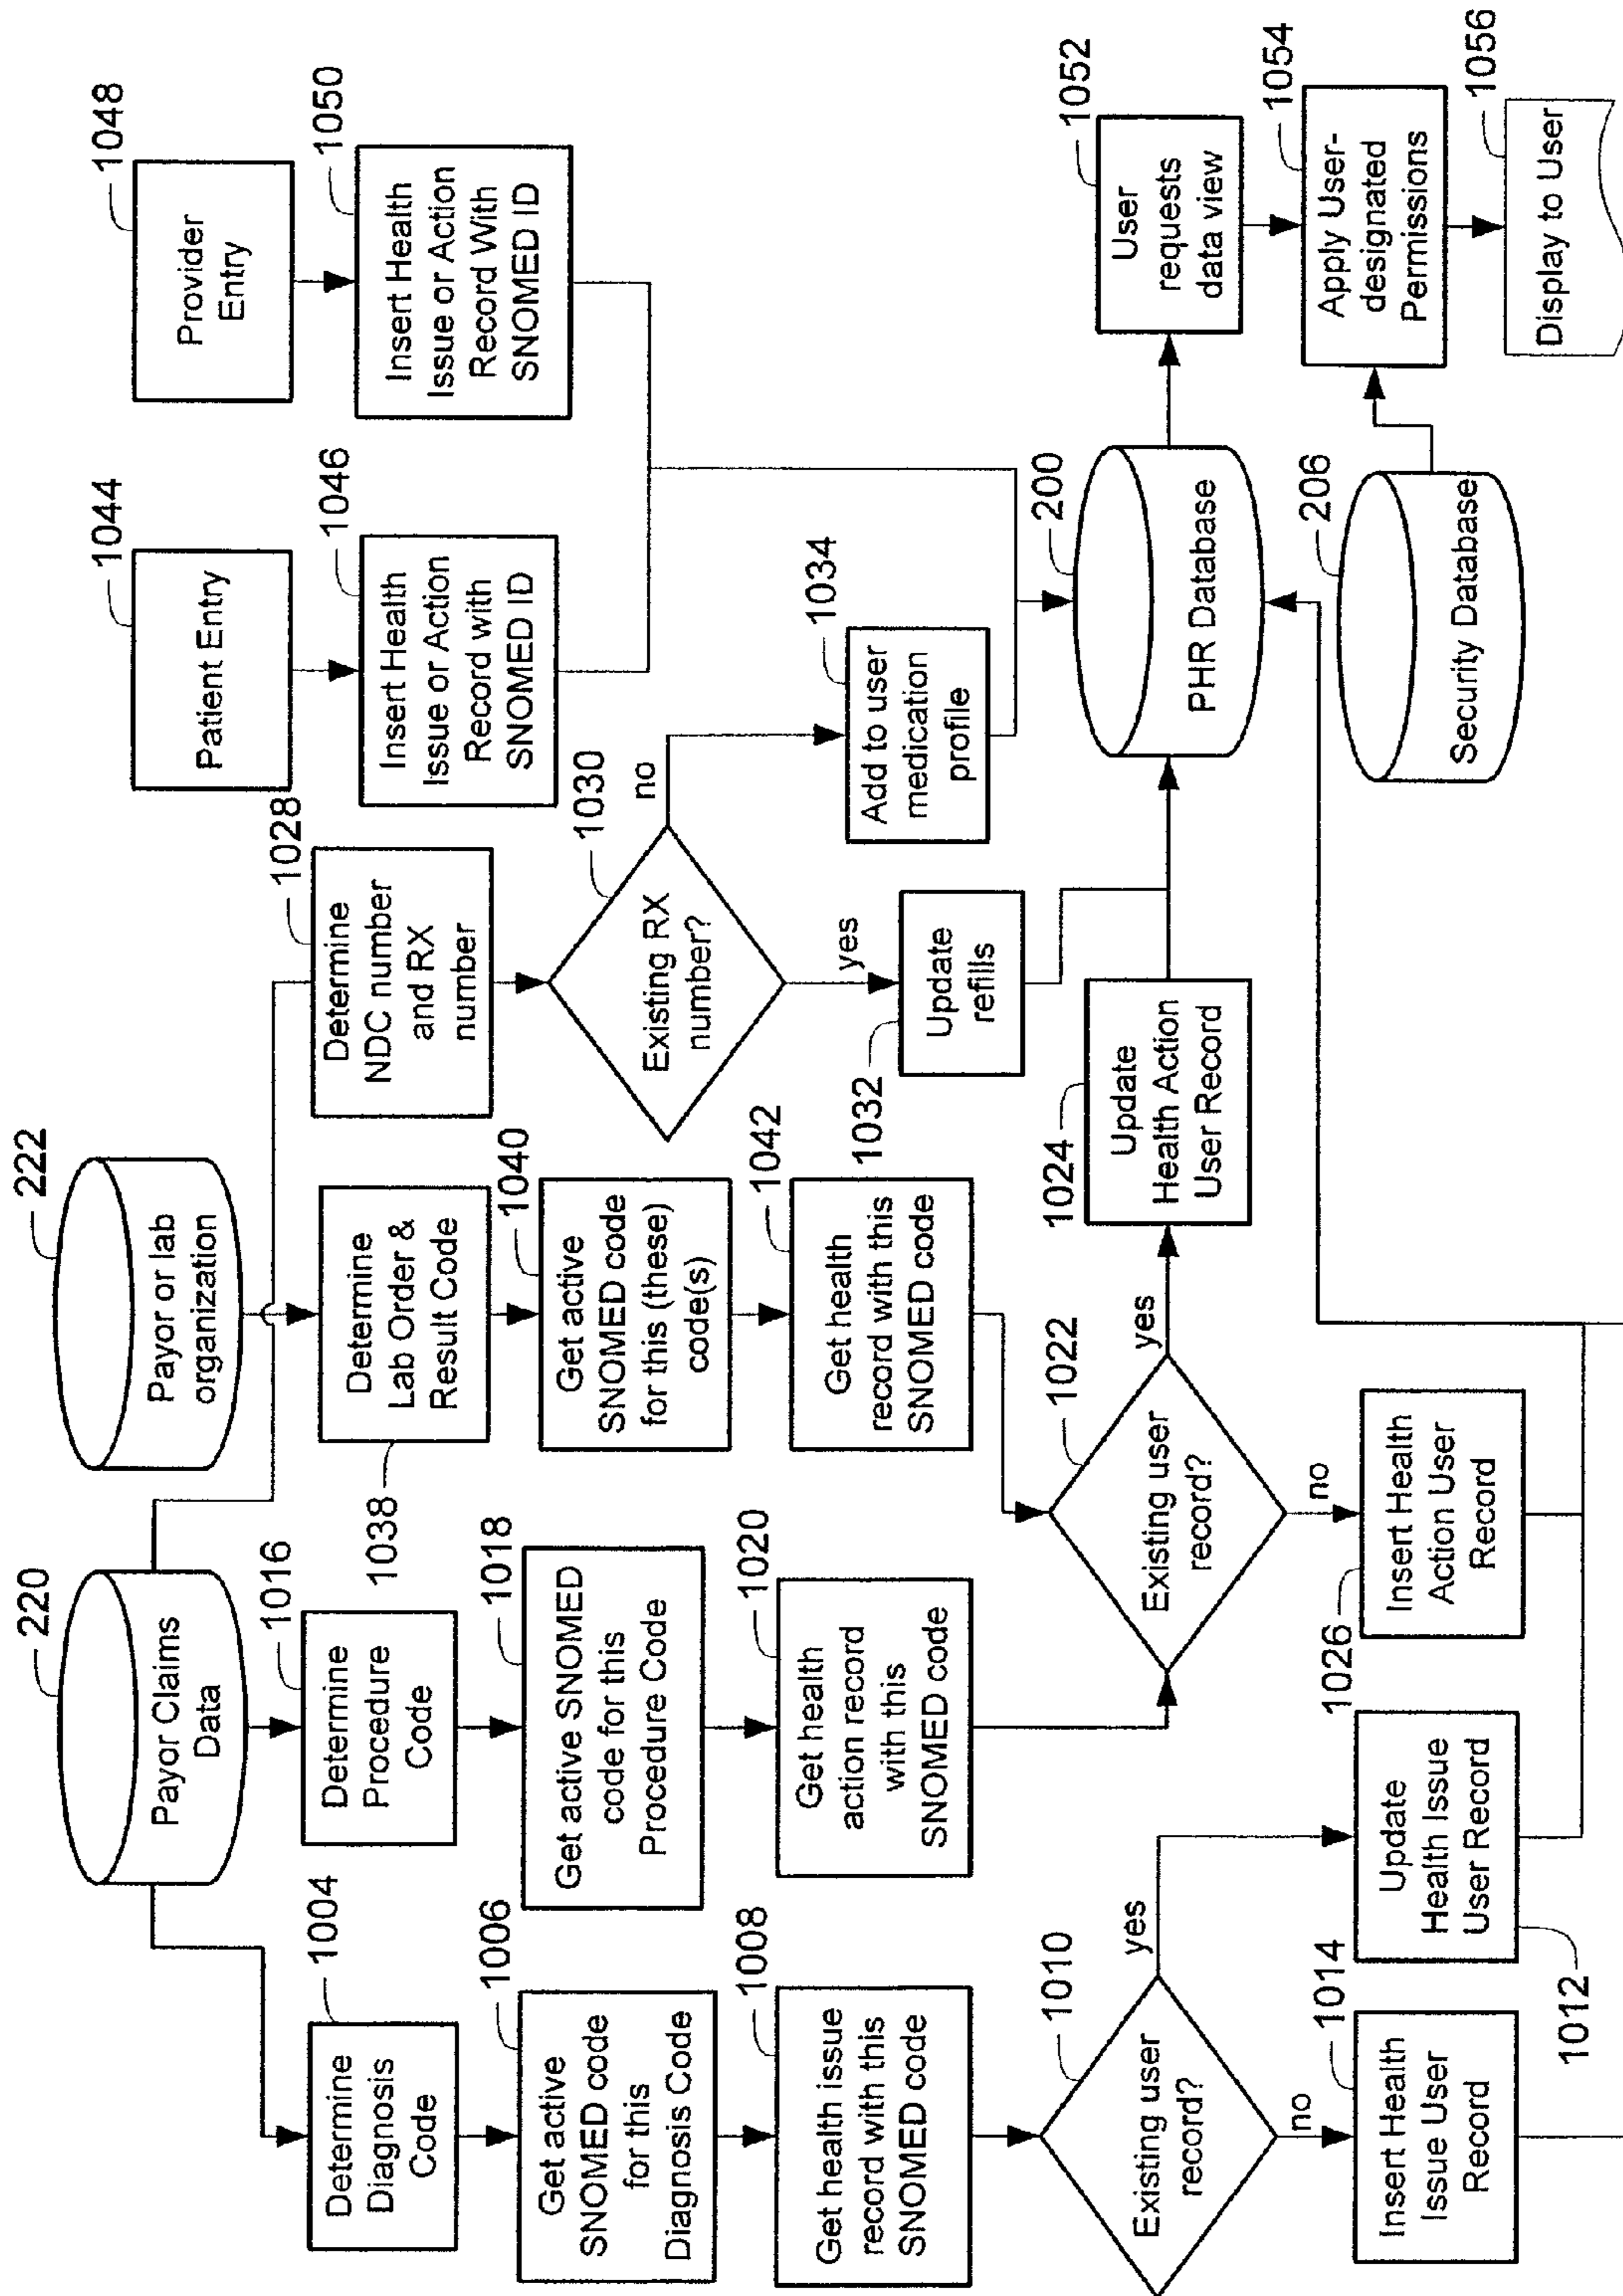 220
Payor Claims
Data
222
Payor or lab
organization
1004
Determine
Diagnosis
Code
1006
Get active
SNOMED code
for this
Diagnosis Code
1008
Get health issue
record with this
SNOMED code
1010
Existing user
record?
yes
no
1014
Insert Health
Issue User
Record
1012
Update
Health Issue
User Record
1016
Determine
Procedure
Code
1018
Get active SNOMED
code for this
Procedure Code
1020
Get health
action record
with this
SNOMED code
1038
Determine
Lab Order &
Result Code
1040
Get active
SNOMED code
for this (these)
code(s)
1042
Get health
record with this
SNOMED code
1022
Existing user
record?
yes
no
1026
Insert Health
Action User
Record
1024
Update
Health Action
User Record
1028
Determine
NDC number
and RX
number
1030
Existing RX
number?
no
yes
1032
Update
refills
1034
Add to user
medication
profile
1044
Patient Entry
1046
Insert Health
Issue or Action
Record with
SNOMED ID
1048
Provider
Entry
1050
Insert Health
Issue or Action
Record With
SNOMED ID
200
PHR Database
206
Security Database
1052
User
requests
data view
1054
Apply User-
designated
Permissions
1056
Display to User